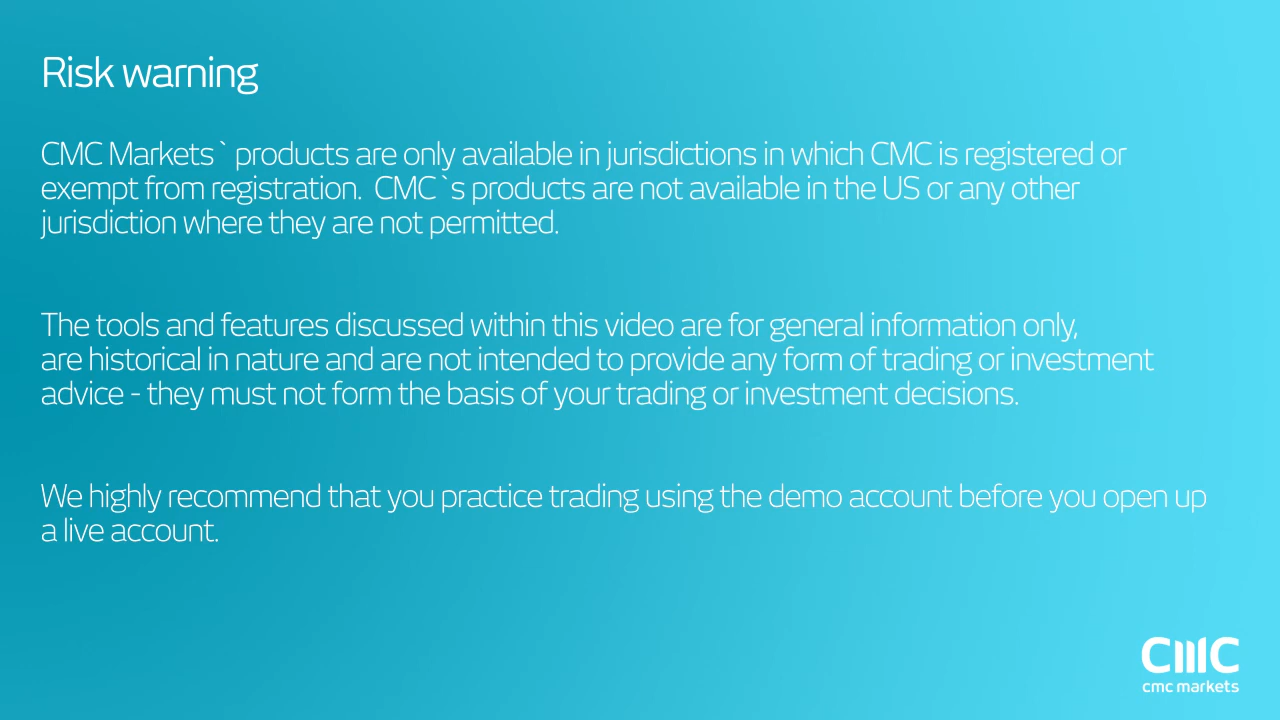 Risk warning
CMC Markets` products are only available in jurisdictions in which CMC is registered or
exempt from registration.  CMC`s products are not available in the US or any other
jurisdiction where they are not permitted.
The tools and features discussed within this video are for general information only,
are historical in nature and are not intended to provide any form of trading or investment
advice - they must not form the basis of your trading or investment decisions.
We highly recommend that you practice trading using the demo account before you open up
a live account.
CMC
cmc markets